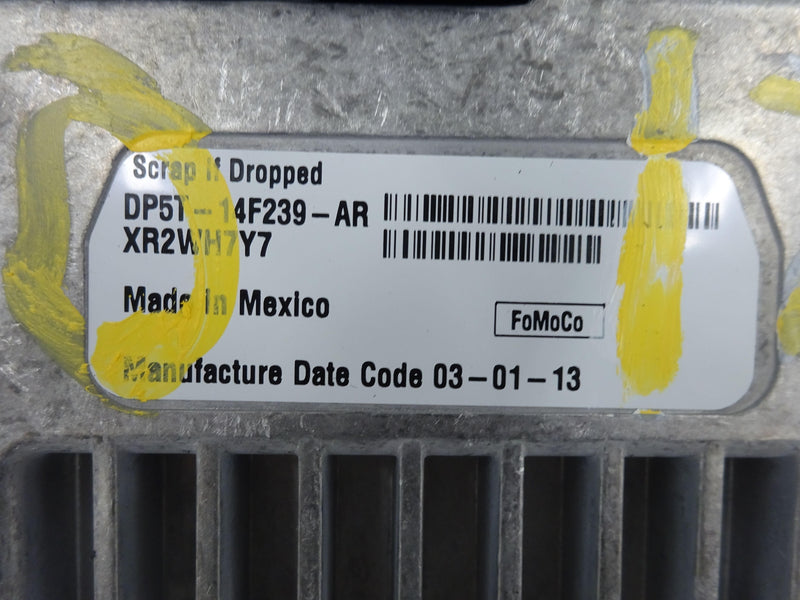 Scrap If Dropped
DP5T-14F239-AR
XR2WH7Y7
Made In Mexico
FoMoCo
Manufacture Date Code 03-01-13